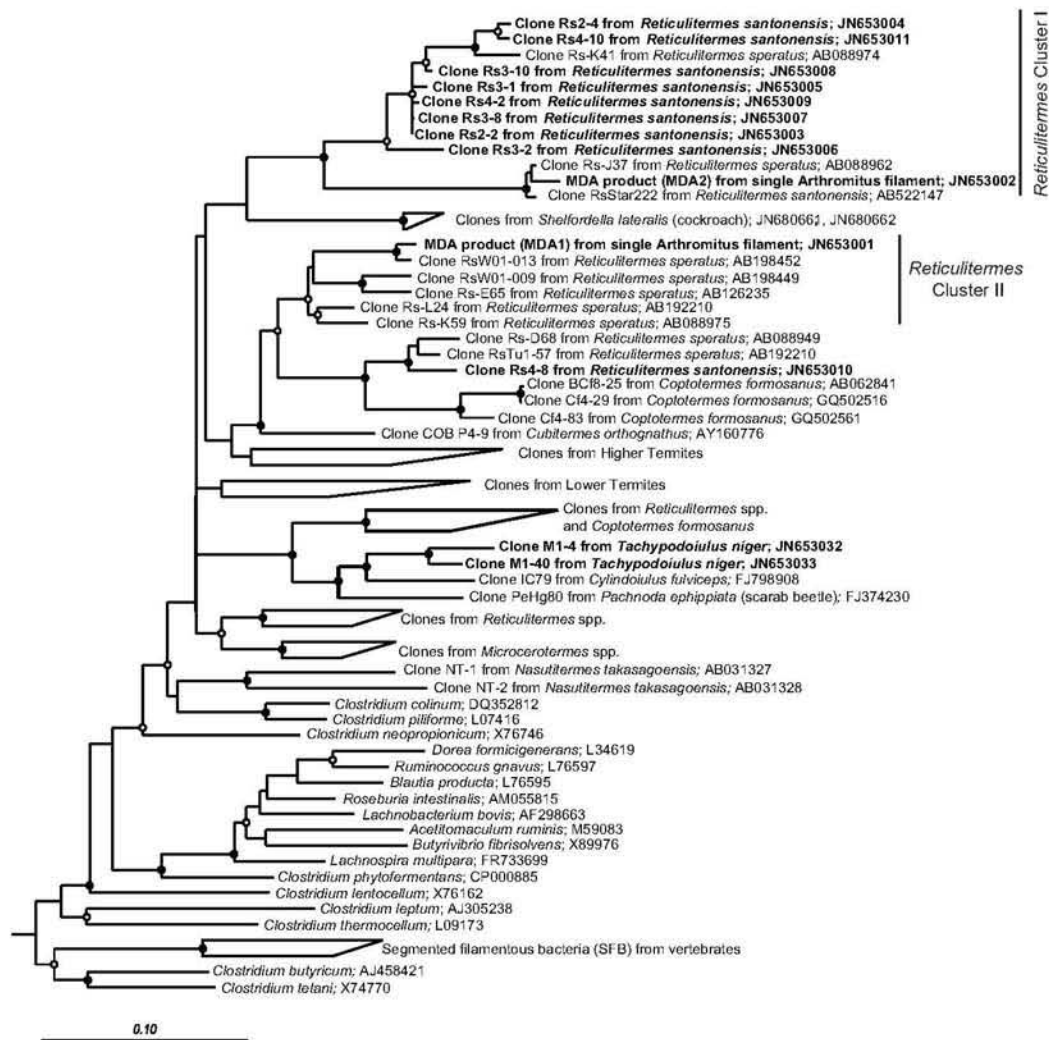 Clone Rs2-4 from Reticulitermes santonensis; JN653004
Clone Rs4-10 from Reticulitermes santonensis; JN653011
Clone Rs-K41 from Reticulitermes speratus; AB088974
Clone Rs3-10 from Reticulitermes santonensis; JN653008
Clone Rs3-1 from Reticulitermes santonensis; JN653005
Clone Rs4-2 from Reticulitermes santonensis; JN653009
Clone Rs3-8 from Reticulitermes santonensis; JN653007
Clone Rs2-2 from Reticulitermes santonensis; JN653003
Clone Rs3-2 from Reticulitermes santonensis; JN653006
Clone Rs-J37 from Reticulitermes speratus; AB088962
MDA product (MDA2) from single Arthromitus filament; JN653002
Clone RsStar222 from Reticulitermes santonensis; AB522147
Reticulitermes Cluster I
Clones from Shelfordella lateralis (cockroach); JN680661, JN680662
MDA product (MDA1) from single Arthromitus filament; JN653001
Clone RsW01-013 from Reticulitermes speratus; AB198452
Clone RsW01-009 from Reticulitermes speratus; AB198449
Clone Rs-E65 from Reticulitermes speratus; AB126235
Clone Rs-L24 from Reticulitermes speratus; AB192210
Clone Rs-K59 from Reticulitermes speratus; AB088975
Reticulitermes
Cluster II
Clone Rs-D68 from Reticulitermes speratus; AB088949
Clone RsTu1-57 from Reticulitermes speratus; AB192210
Clone Rs4-8 from Reticulitermes santonensis; JN653010
Clone BCf8-25 from Coptotermes formosanus; AB062841
Clone Cf4-29 from Coptotermes formosanus; GQ502516
Clone Cf4-83 from Coptotermes formosanus; GQ502561
Clone COB P4-9 from Cubitermes orthognathus; AY160776
Clones from Higher Termites
Clones from Lower Termites
Clones from Reticulitermes spp.
and Coptotermes formosanus
Clone M1-4 from Tachypodoiulus niger; JN653032
Clone M1-40 from Tachypodoiulus niger; JN653033
Clone IC79 from Cylindoiulus fulviceps; FJ798908
Clone PeHg80 from Pachnoda ephippiata (scarab beetle); FJ374230
Clones from Reticulitermes spp.
Clones from Microcerotermes spp.
Clone NT-1 from Nasutitermes takasagoensis; AB031327
Clone NT-2 from Nasutitermes takasagoensis; AB031328
Clostridium colinum; DQ352812
Clostridium piliforme; L07416
Clostridium neopropionicum; X76746
Dorea formicigenerans; L34619
Ruminococcus gnavus; L76597
Blautia producta; L76595
Roseburia intestinalis; AM055815
Lachnobacterium bovis; AF298663
Acetitomaculum ruminis; M59083
Butyrivibrio fibrisolvens; X89976
Lachnospira multipara; FR733699
Clostridium phytofermentans; CP000885
Clostridium lentocellum; X76162
Clostridium leptum; AJ305238
Clostridium thermocellum; L09173
Segmented filamentous bacteria (SFB) from vertebrates
Clostridium butyricum; AJ458421
Clostridium tetani; X74770
0.10